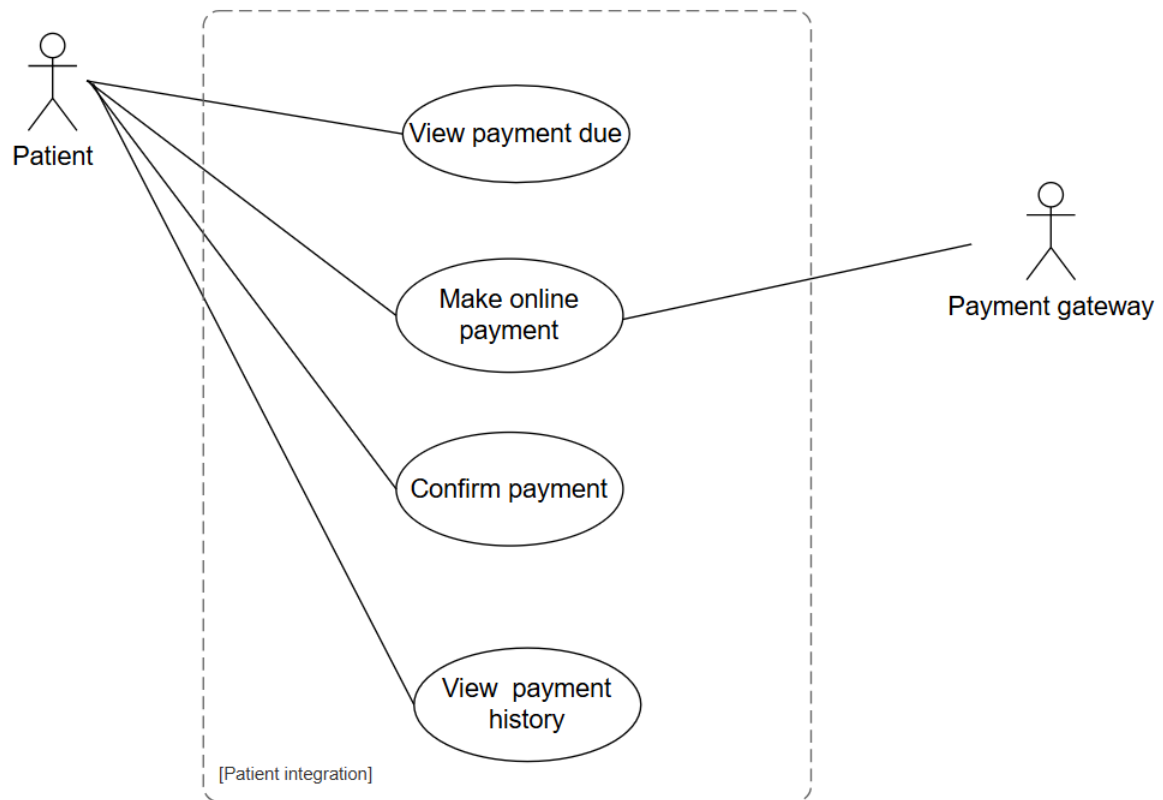 Patient
View payment due
Make online
payment
Payment gateway
Confirm payment
View  payment
history
[Patient integration]